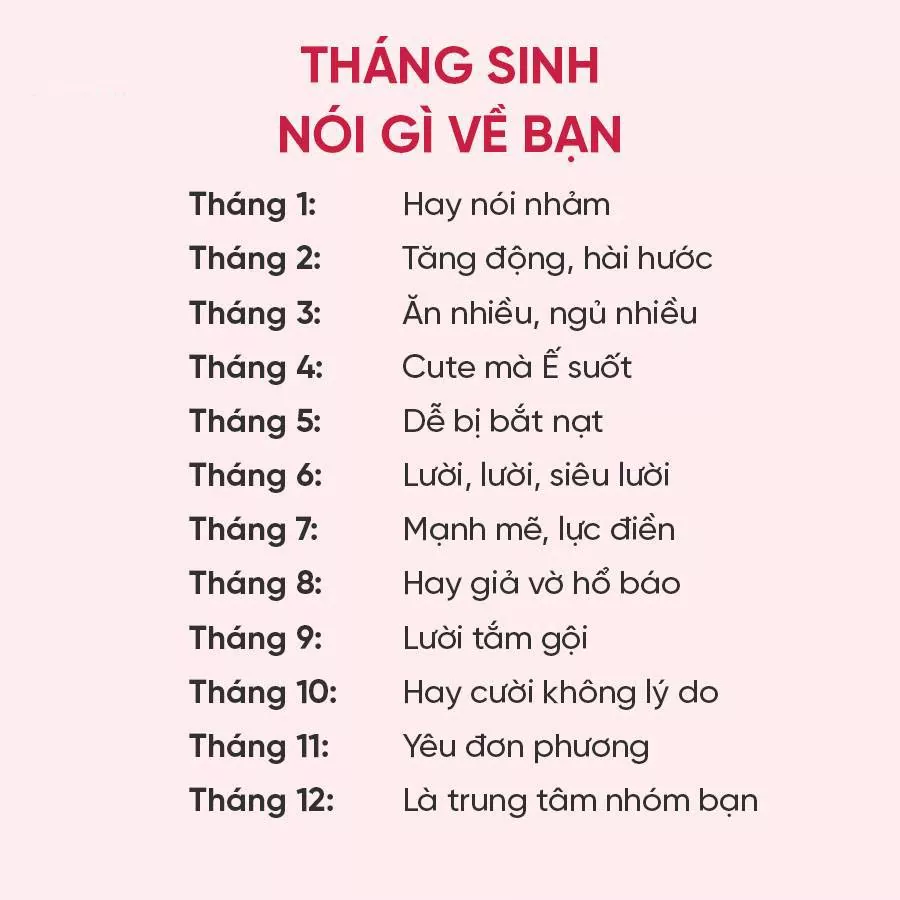 THÁNG SINH
NÓI GÌ VỀ BẠN
Tháng 1: Hay nói nhảm
Tháng 2: Tăng động, hài hước
Tháng 3: Ăn nhiều, ngủ nhiều
Tháng 4: Cute mà Ế suốt
Tháng 5: Dễ bị bắt nạt
Tháng 6: Lười, lười, siêu lười
Tháng 7: Mạnh mẽ, lực điền
Tháng 8: Hay giả vờ hổ báo
Tháng 9: Lười tắm gội
Tháng 10: Hay cười không lý do
Tháng 11: Yêu đơn phương
Tháng 12: Là trung tâm nhóm bạn